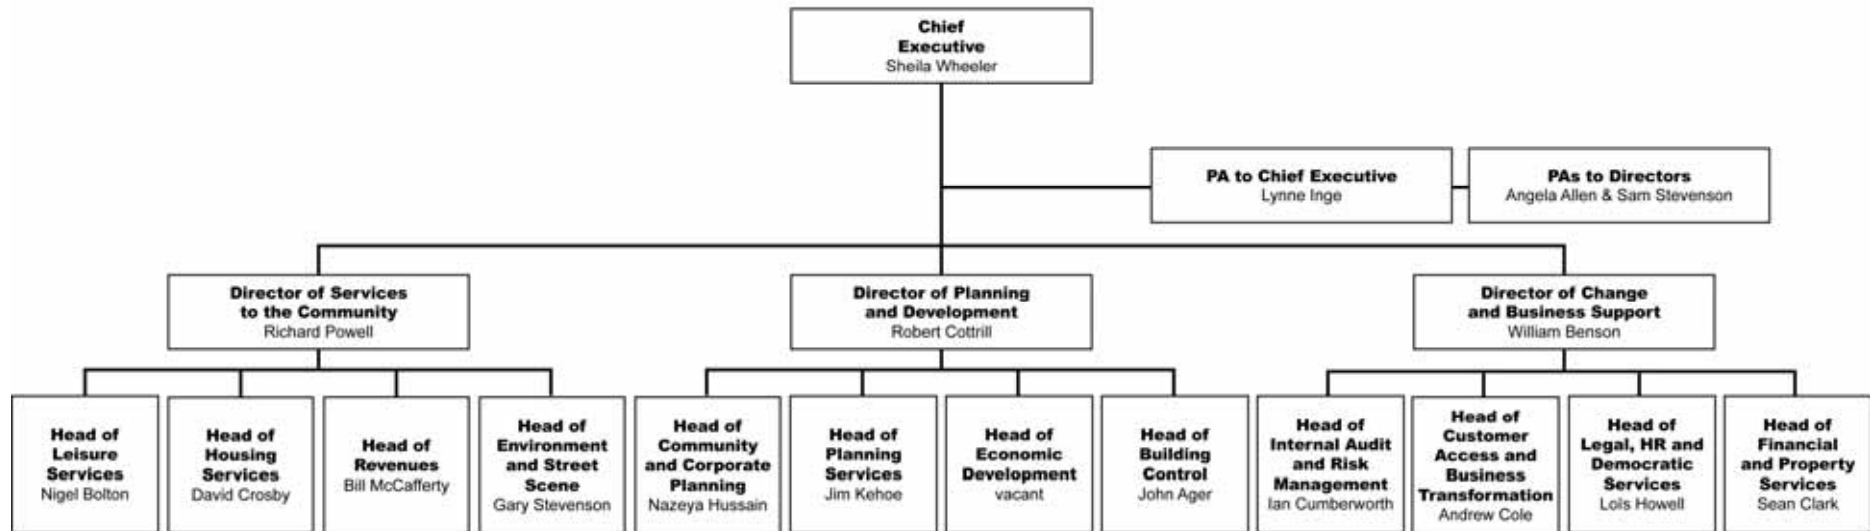 Chief
Executive
Sheila Wheeler
PA to Chief Executive
Lynne Inge
PAs to Directors
Angela Allen & Sam Stevenson
Director of Services
to the Community
Richard Powell
Director of Planning
and Development
Robert Cottrill
Director of Change
and Business Support
William Benson
Head of
Leisure
Services
Nigel Bolton
Head of
Housing
Services
David Crosby
Head of
Revenues
Bill McCafferty
Head of
Environment
and Street
Scene
Gary Stevenson
Head of
Community
and Corporate
Planning
Nazeya Hussain
Head of
Planning
Services
Jim Kehoe
Head of
Economic
Development
vacant
Head of
Building
Control
John Ager
Head of
Internal Audit
and Risk
Management
Ian Cumberworth
Head of
Customer
Access and
Business
Transformation
Andrew Cole
Head of
Legal, HR and
Democratic
Services
Lois Howell
Head of
Financial
and Property
Services
Sean Clark